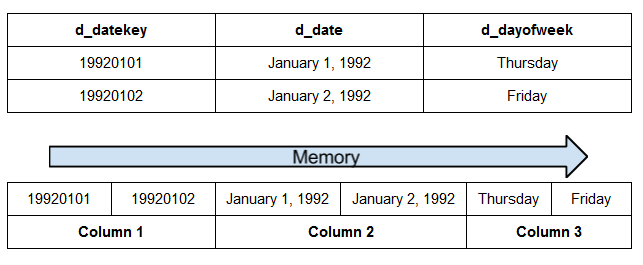 d_datekey d_date d_dayofweek
19920101 January 1, 1992 Thursday
19920102 January 2, 1992 Friday
Memory
19920101 19920102 January 1, 1992 January 2, 1992 Thursday Friday
Column 1 Column 2 Column 3